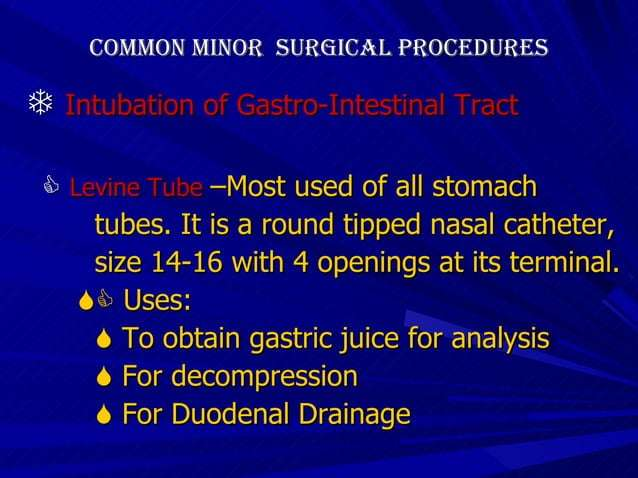 COMMON MINOR SURGICAL PROCEDURES
Intubation of Gastro-Intestinal Tract
Levine Tube –Most used of all stomach
tubes. It is a round tipped nasal catheter,
size 14-16 with 4 openings at its terminal.
Uses:
To obtain gastric juice for analysis
For decompression
For Duodenal Drainage